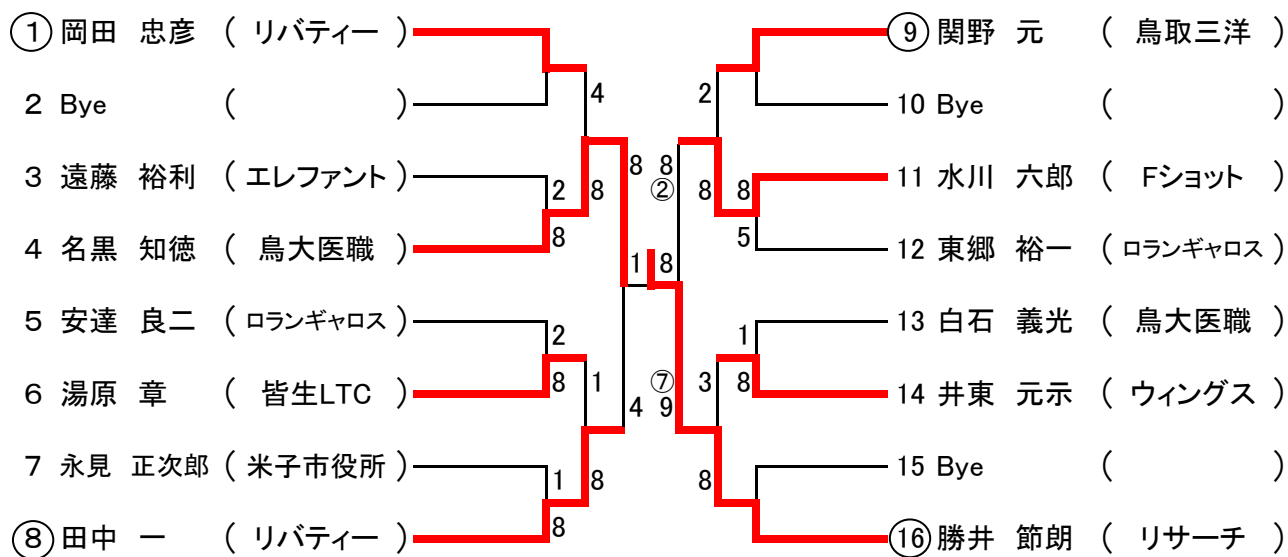 ① 岡田 忠彦 ( リバティー )
2 Bye ( )
3 遠藤 裕利 ( エレファント )
4 名黒 知徳 ( 鳥大医職 )
5 安達 良二 ( ロランギャロス )
6 湯原 章 ( 皆生LTC )
7 永見 正次郎 ( 米子市役所 )
⑧ 田中 一 ( リバティー )
4
2
8
8
2
8
1
1
8
8
8
4
1
8
8
②
⑦
9
2
8
8
5
1
8
3
8
⑨ 関野 元 ( 鳥取三洋 )
10 Bye ( )
11 水川 六郎 ( Fショット )
12 東郷 裕一 ( ロランギャロス )
13 白石 義光 ( 鳥大医職 )
14 井東 元示 ( ウィングス )
15 Bye ( )
⑯ 勝井 節朗 ( リサーチ )